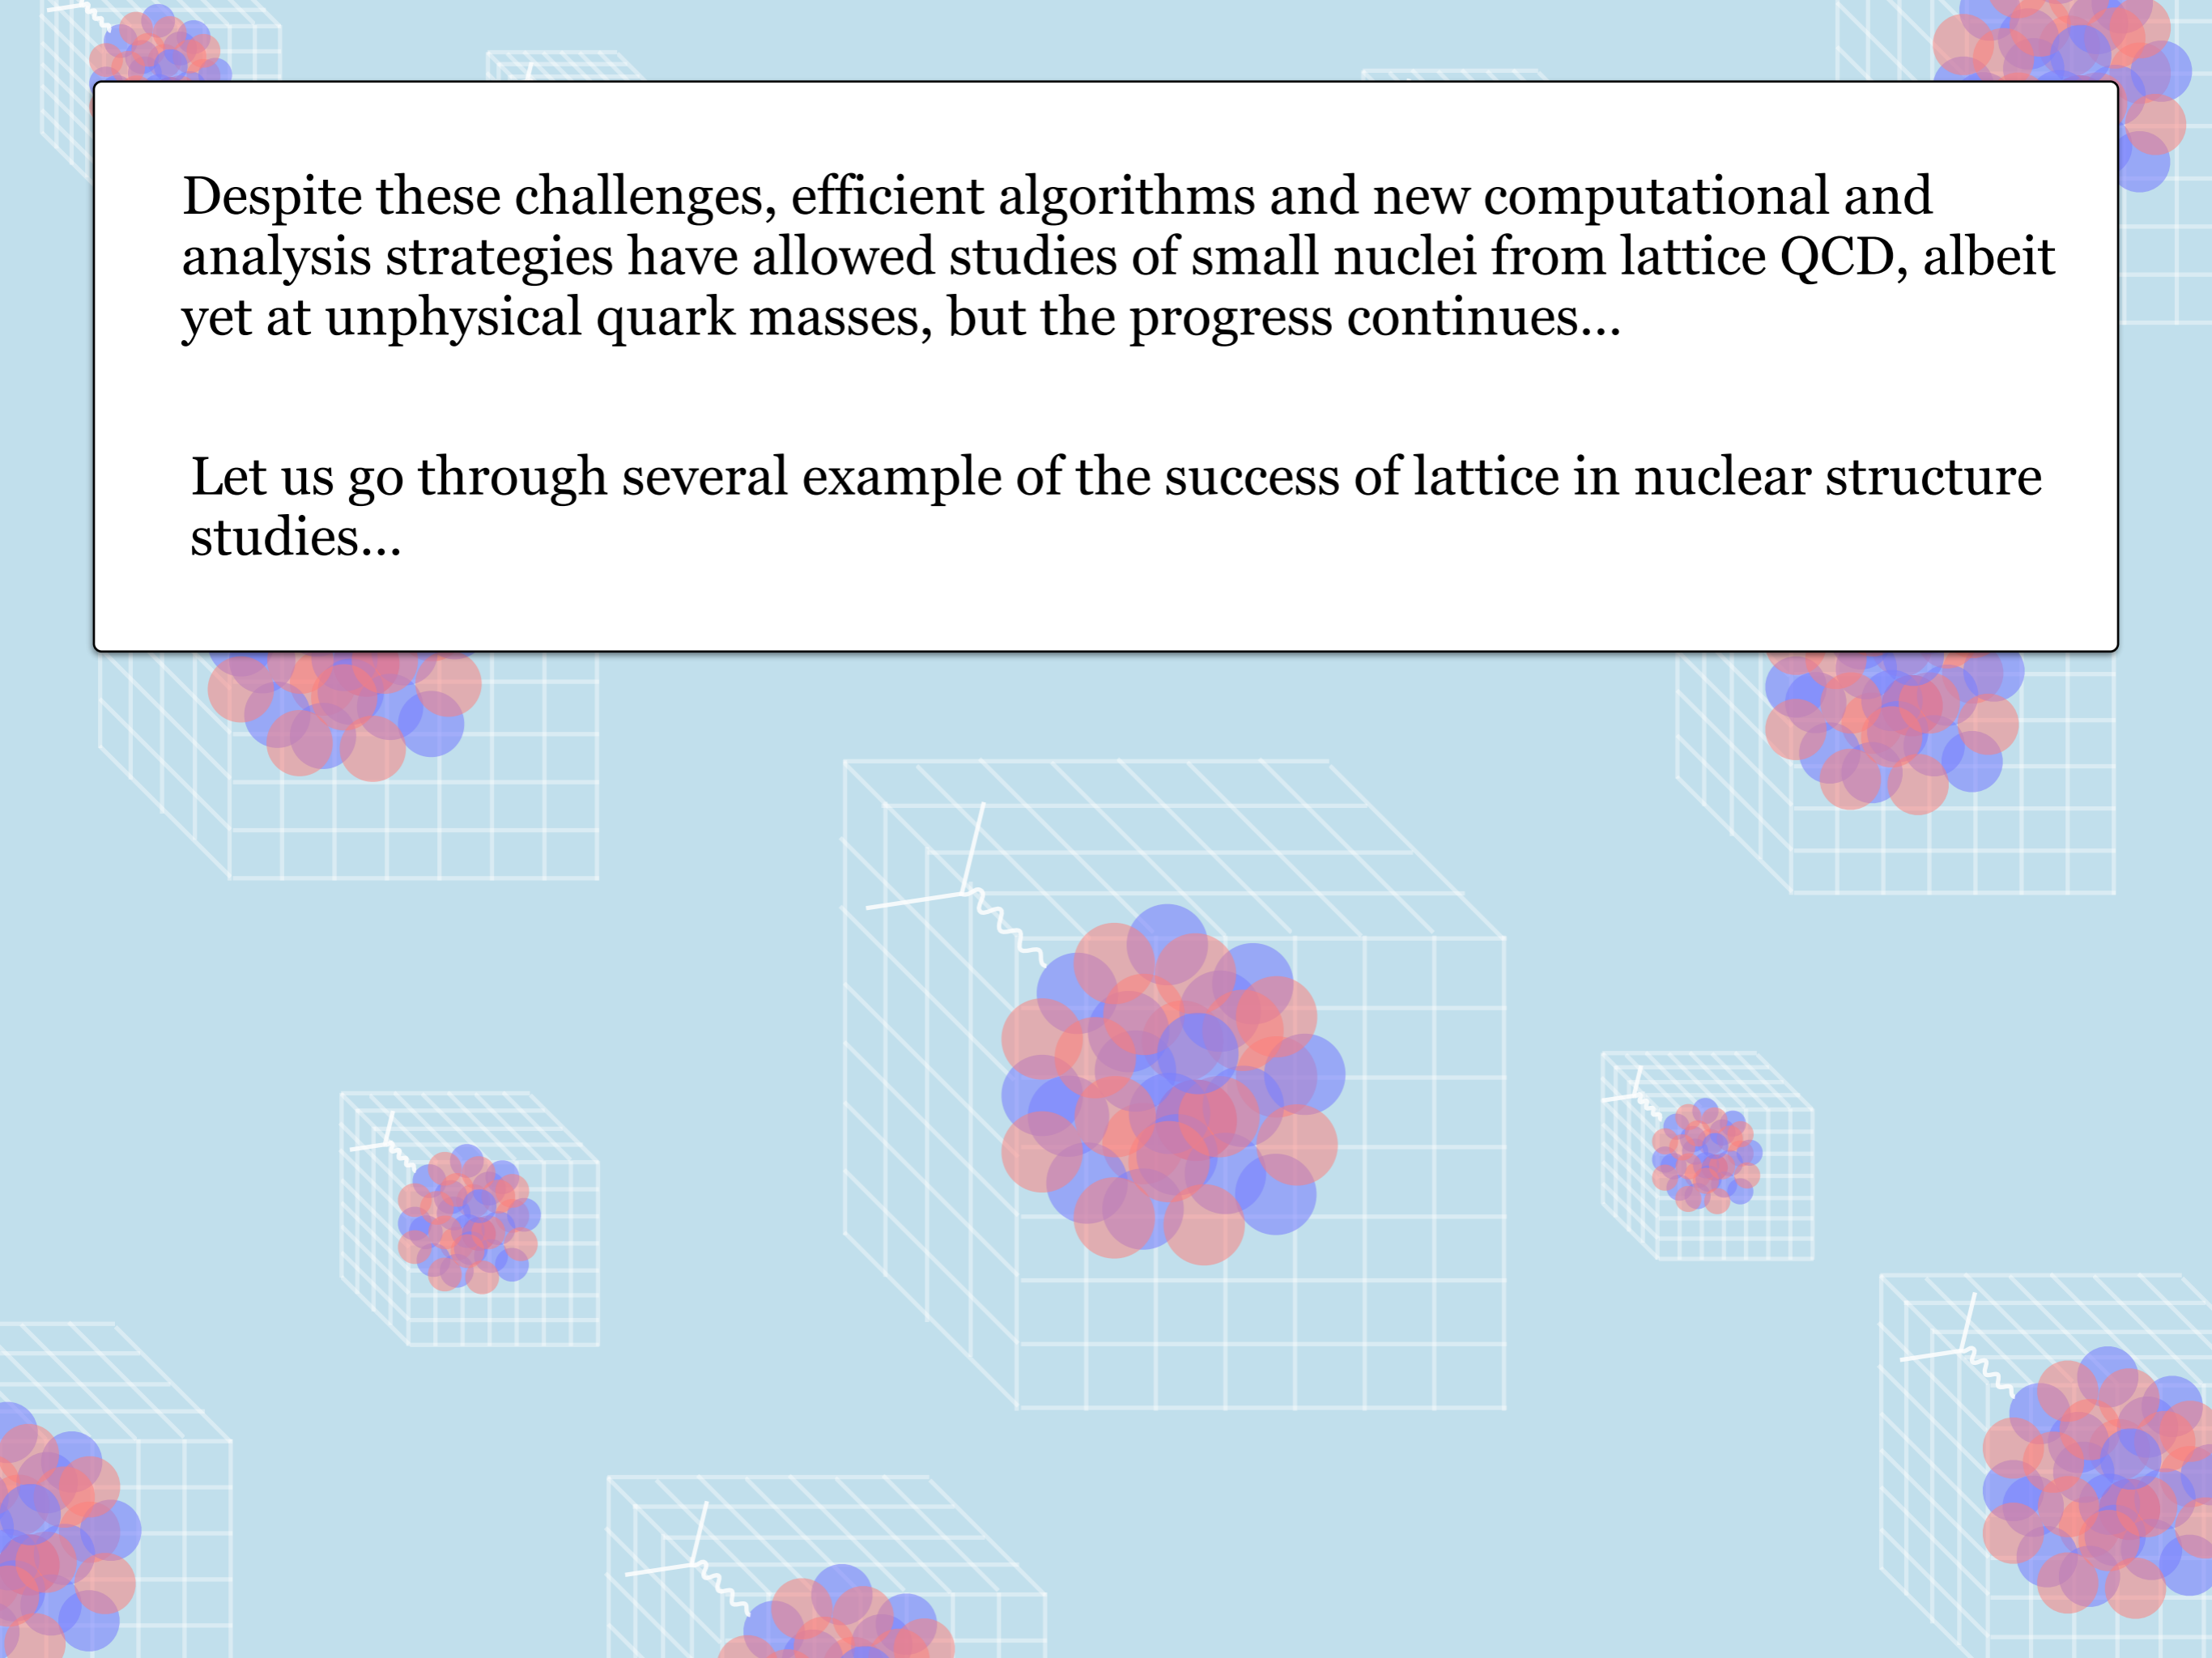 Despite these challenges, efficient algorithms and new computational and
analysis strategies have allowed studies of small nuclei from lattice QCD, albeit
yet at unphysical quark masses, but the progress continues...
Let us go through several example of the success of lattice in nuclear structure
studies...